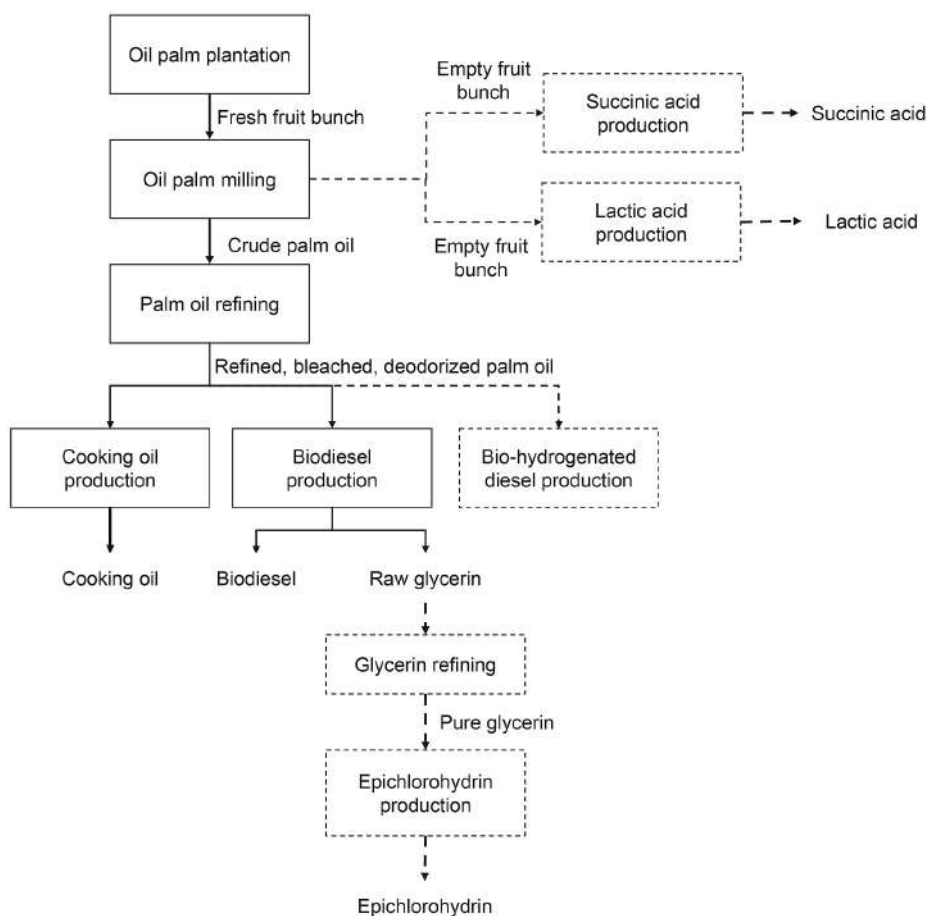 Oil palm plantation
Fresh fruit bunch
Oil palm milling
Empty fruit
bunch
Succinic acid
production
Succinic acid
Empty fruit
bunch
Lactic acid
production
Lactic acid
Crude palm oil
Palm oil refining
Refined, bleached, deodorized palm oil
Cooking oil
production
Biodiesel
production
Bio-hydrogenated
diesel production
Cooking oil
Biodiesel
Raw glycerin
Glycerin refining
Pure glycerin
Epichlorohydrin
production
Epichlorohydrin